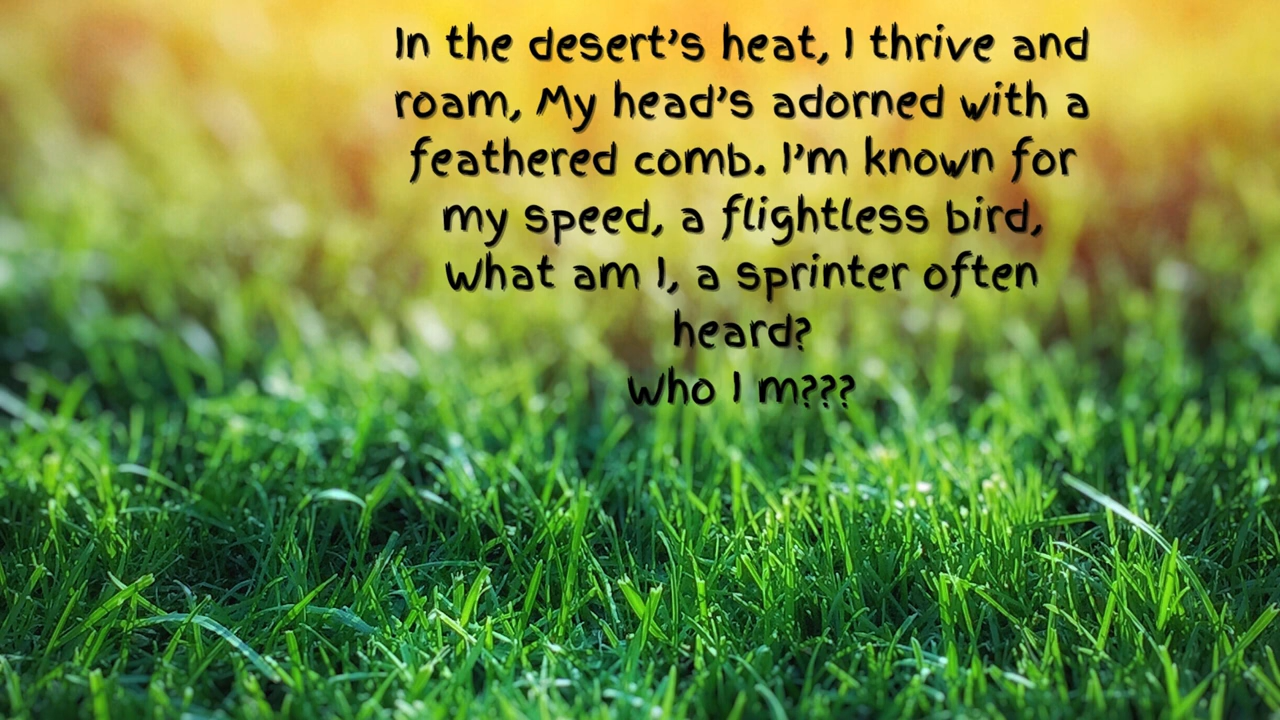 In the desert's heat, I thrive and
roam, My head's adorned with a
feathered comb. I'm known for
my speed, a flightless bird,
What am I, a sprinter often
heard?
Who I m???